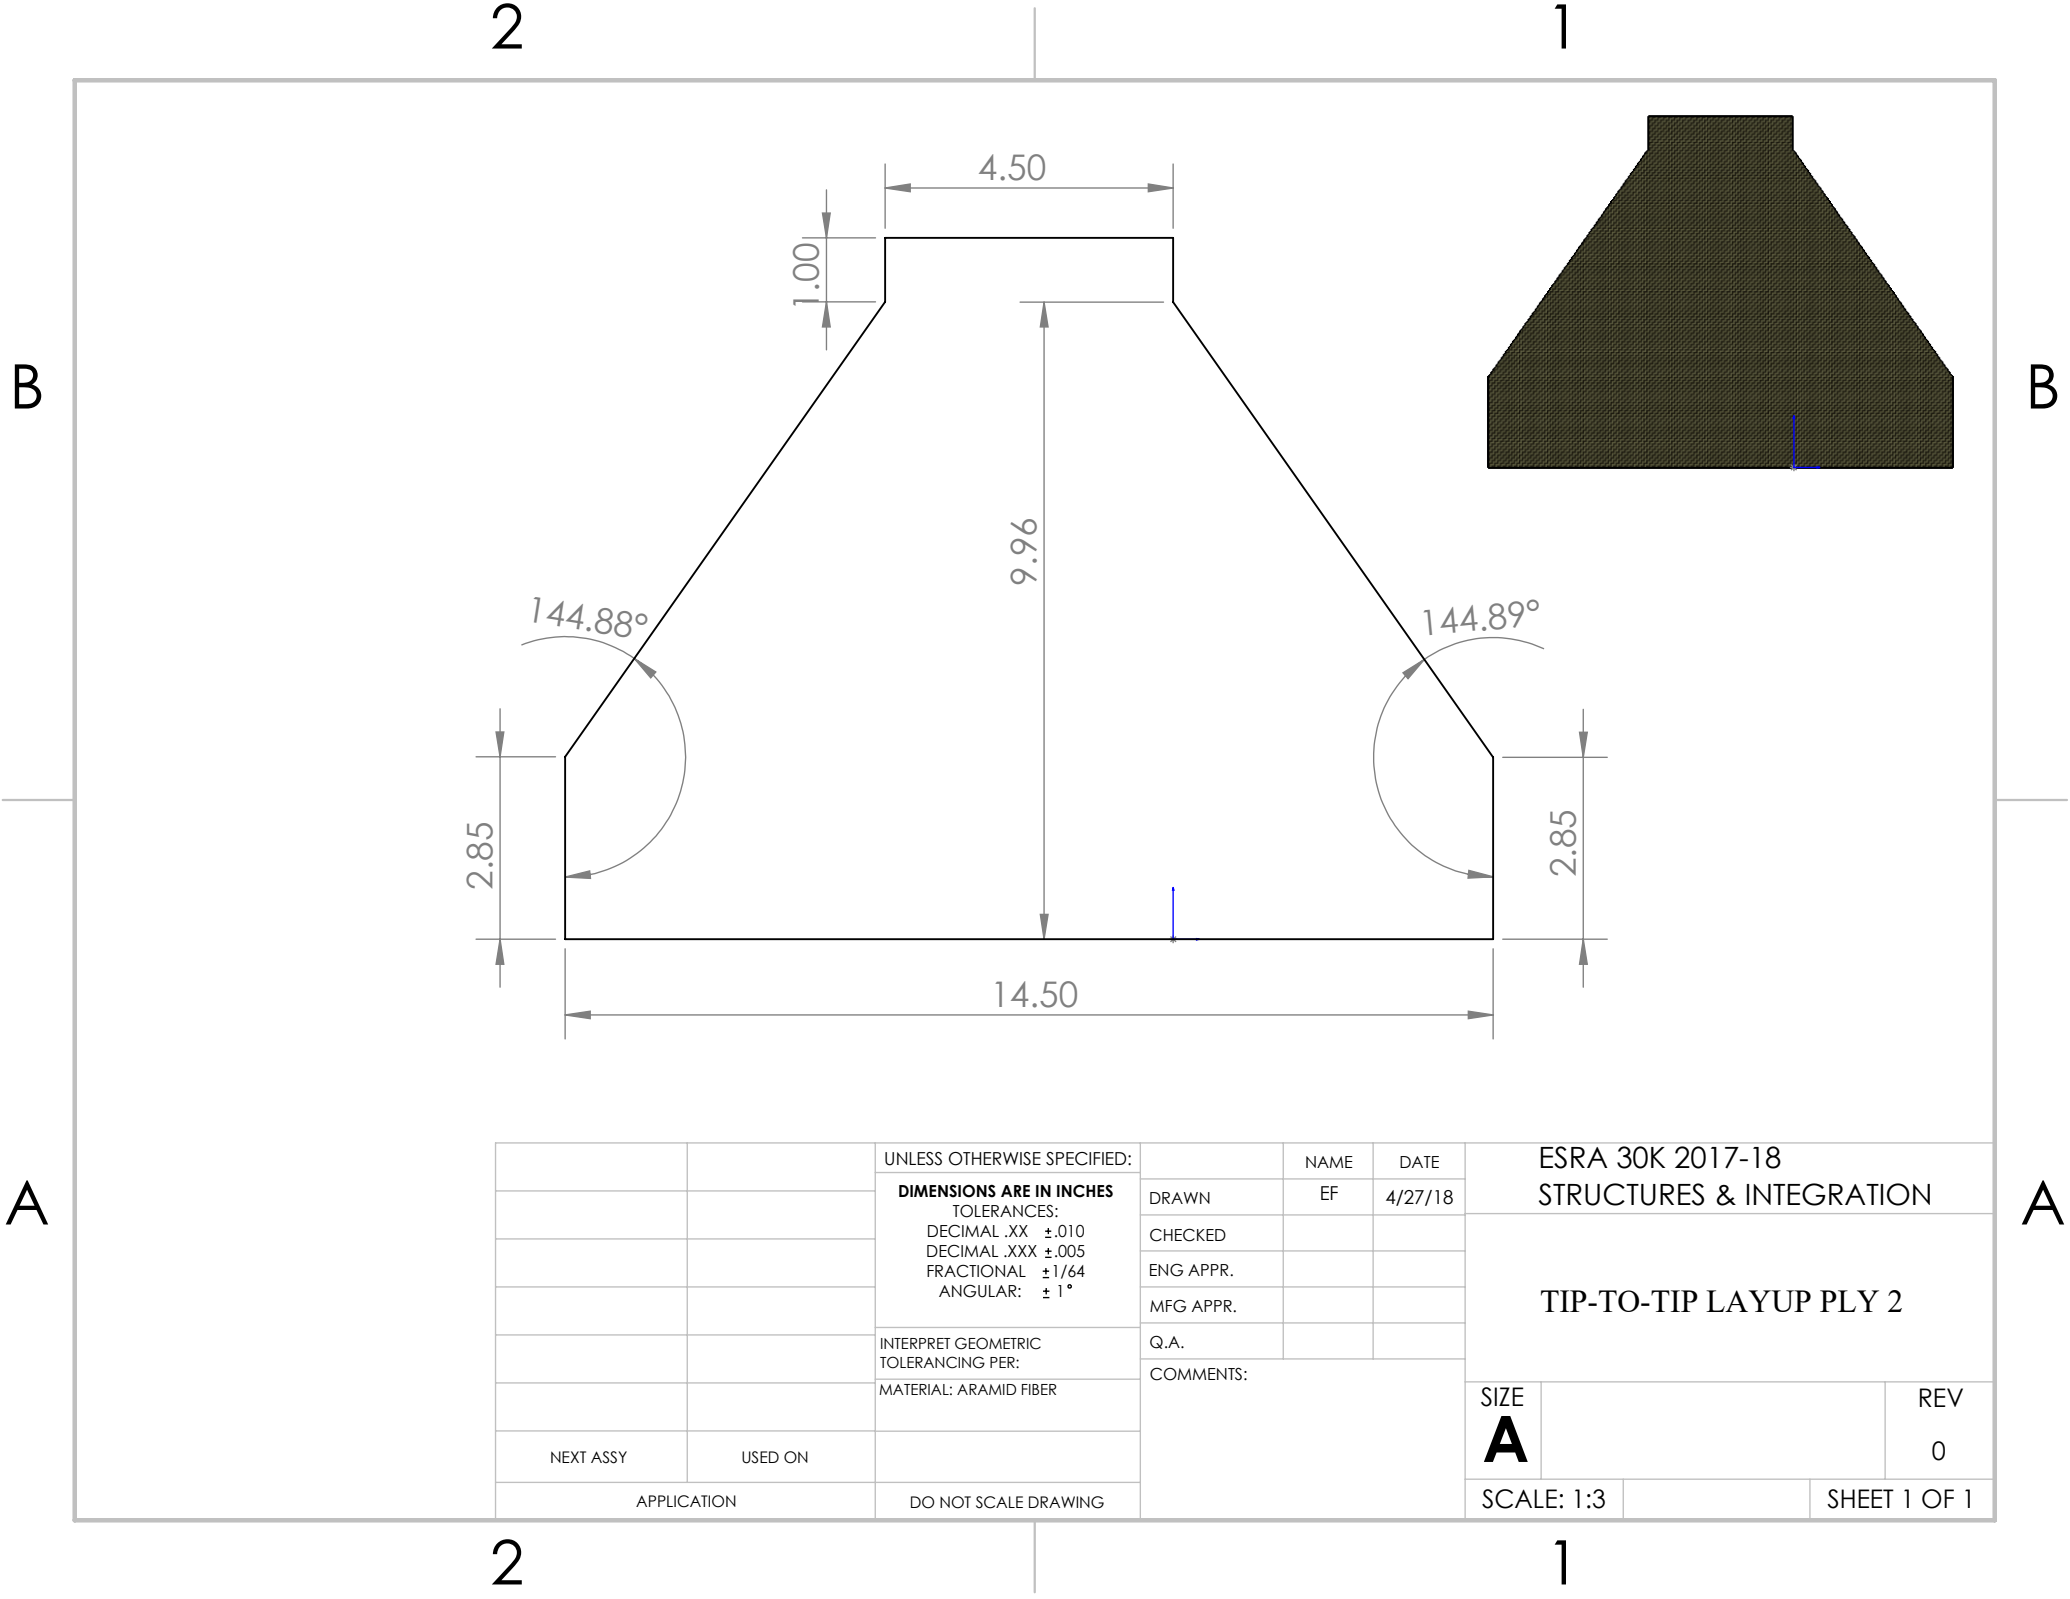 2
1
4.50
1.00
B
B
9.96
144.88°
144.89°
2.85
2.85
14.50
UNLESS OTHERWISE SPECIFIED:
DIMENSIONS ARE IN INCHES
TOLERANCES:
DECIMAL .XX ±.010
DECIMAL .XXX ±.005
FRACTIONAL ±1/64
ANGULAR: ± 1°
INTERPRET GEOMETRIC
TOLERANCING PER:
MATERIAL: ARAMID FIBER
NEXT ASSY
USED ON
APPLICATION
DO NOT SCALE DRAWING
NAME
DATE
DRAWN
EF
4/27/18
CHECKED
ENG APPR.
MFG APPR.
Q.A.
COMMENTS:
ESRA 30K 2017-18
STRUCTURES & INTEGRATION
TIP-TO-TIP LAYUP PLY 2
SIZE
A
REV
0
SCALE: 1:3
SHEET 1 OF 1
A
A
2
1